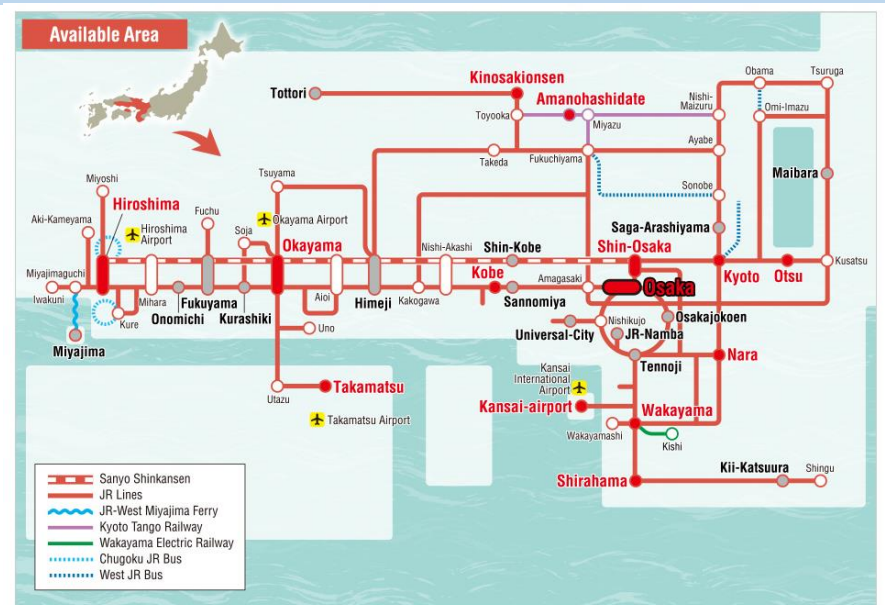 Available Area
Obama
Tsuruga
Kinosakionsen
Tottori
Amanohashidate
Nishi-
Maizuru
Omi-Imazu
Toyooka
Miyazu
Ayabe
Takeda
Fukuchiyama
Maibara
Miyoshi
Tsuyama
Sonobe
Hiroshima
Fuchu
Okayama Airport
Aki-Kameyama
Hiroshima
Airport
Soja
Saga-Arashiyama
Okayama
Nishi-Akashi
Shin-Kobe
Shin-Osaka
Miyajimaguchi
Kobe
Amagasaki
Kyoto
Otsu
Kusatsu
Iwakuni
Mihara
Fukuyama
Aioi
Himeji
Kakogawa
Sannomiya
Osaka
Kure
Onomichi
Kurashiki
Osakajokoen
Uno
Universal-City
Nishikujo
JR-Namba
Miyajima
Tennoji
Nara
Kansai
International
Airport
Utazu
Takamatsu
Kansai-airport
Wakayama
Takamatsu Airport
Wakayamashi
Kishi
Shirahama
Kii-Katsuura
Shingu
Sanyo Shinkansen
JR Lines
JR-West Miyajima Ferry
Kyoto Tango Railway
Wakayama Electric Railway
Chugoku JR Bus
West JR Bus